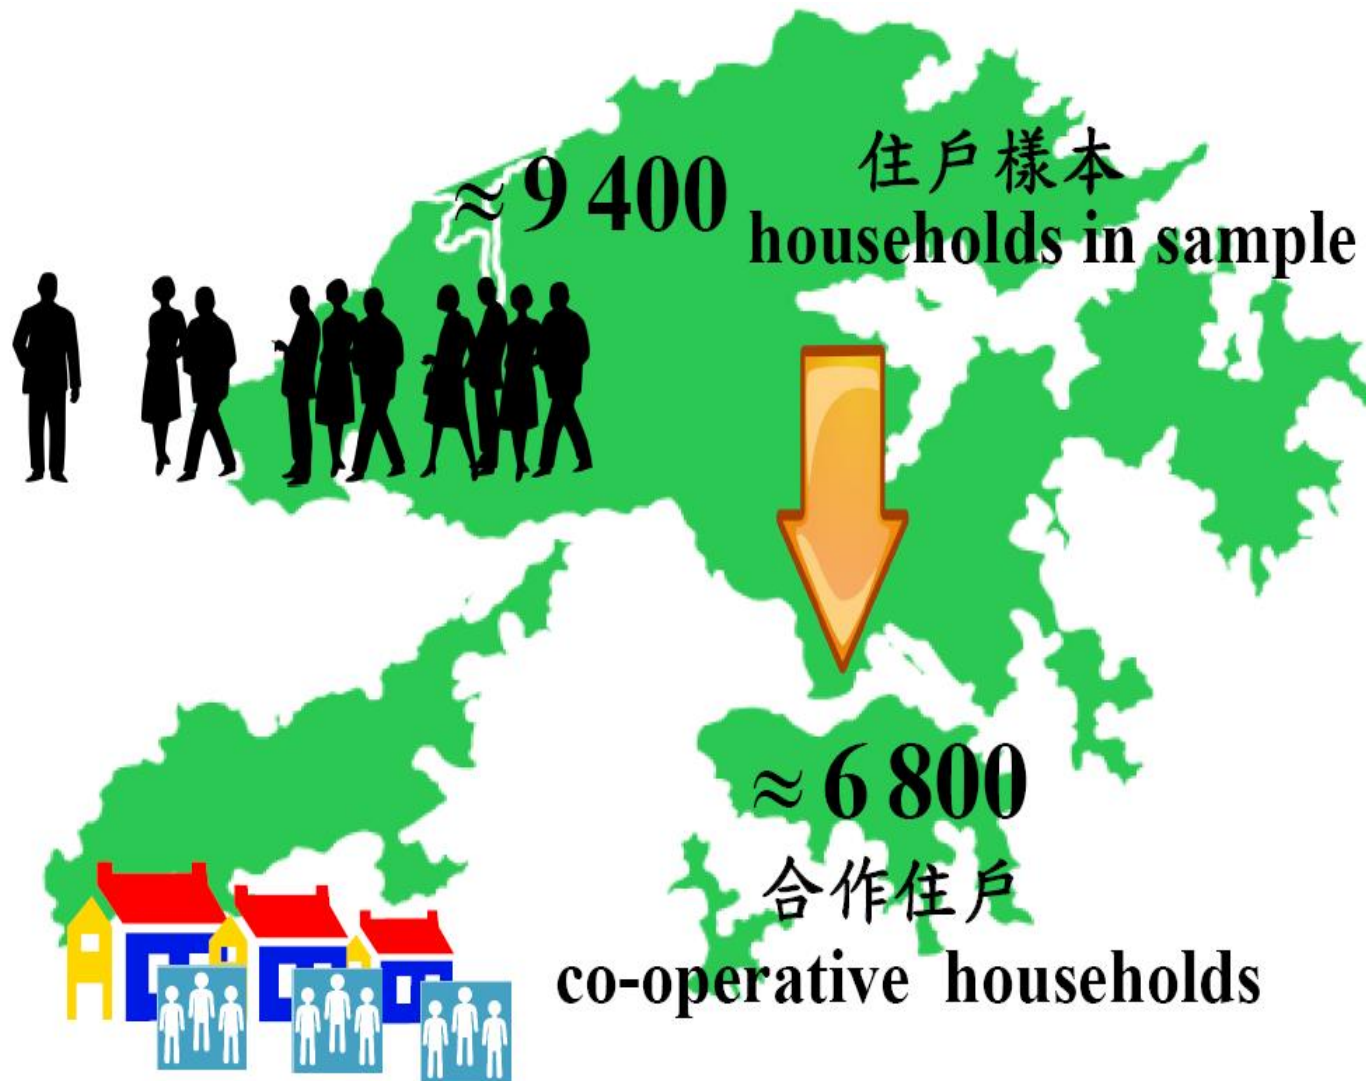 ≈ 9 400
住戶樣本
households in sample
≈ 6 800
合作住戶
co-operative households